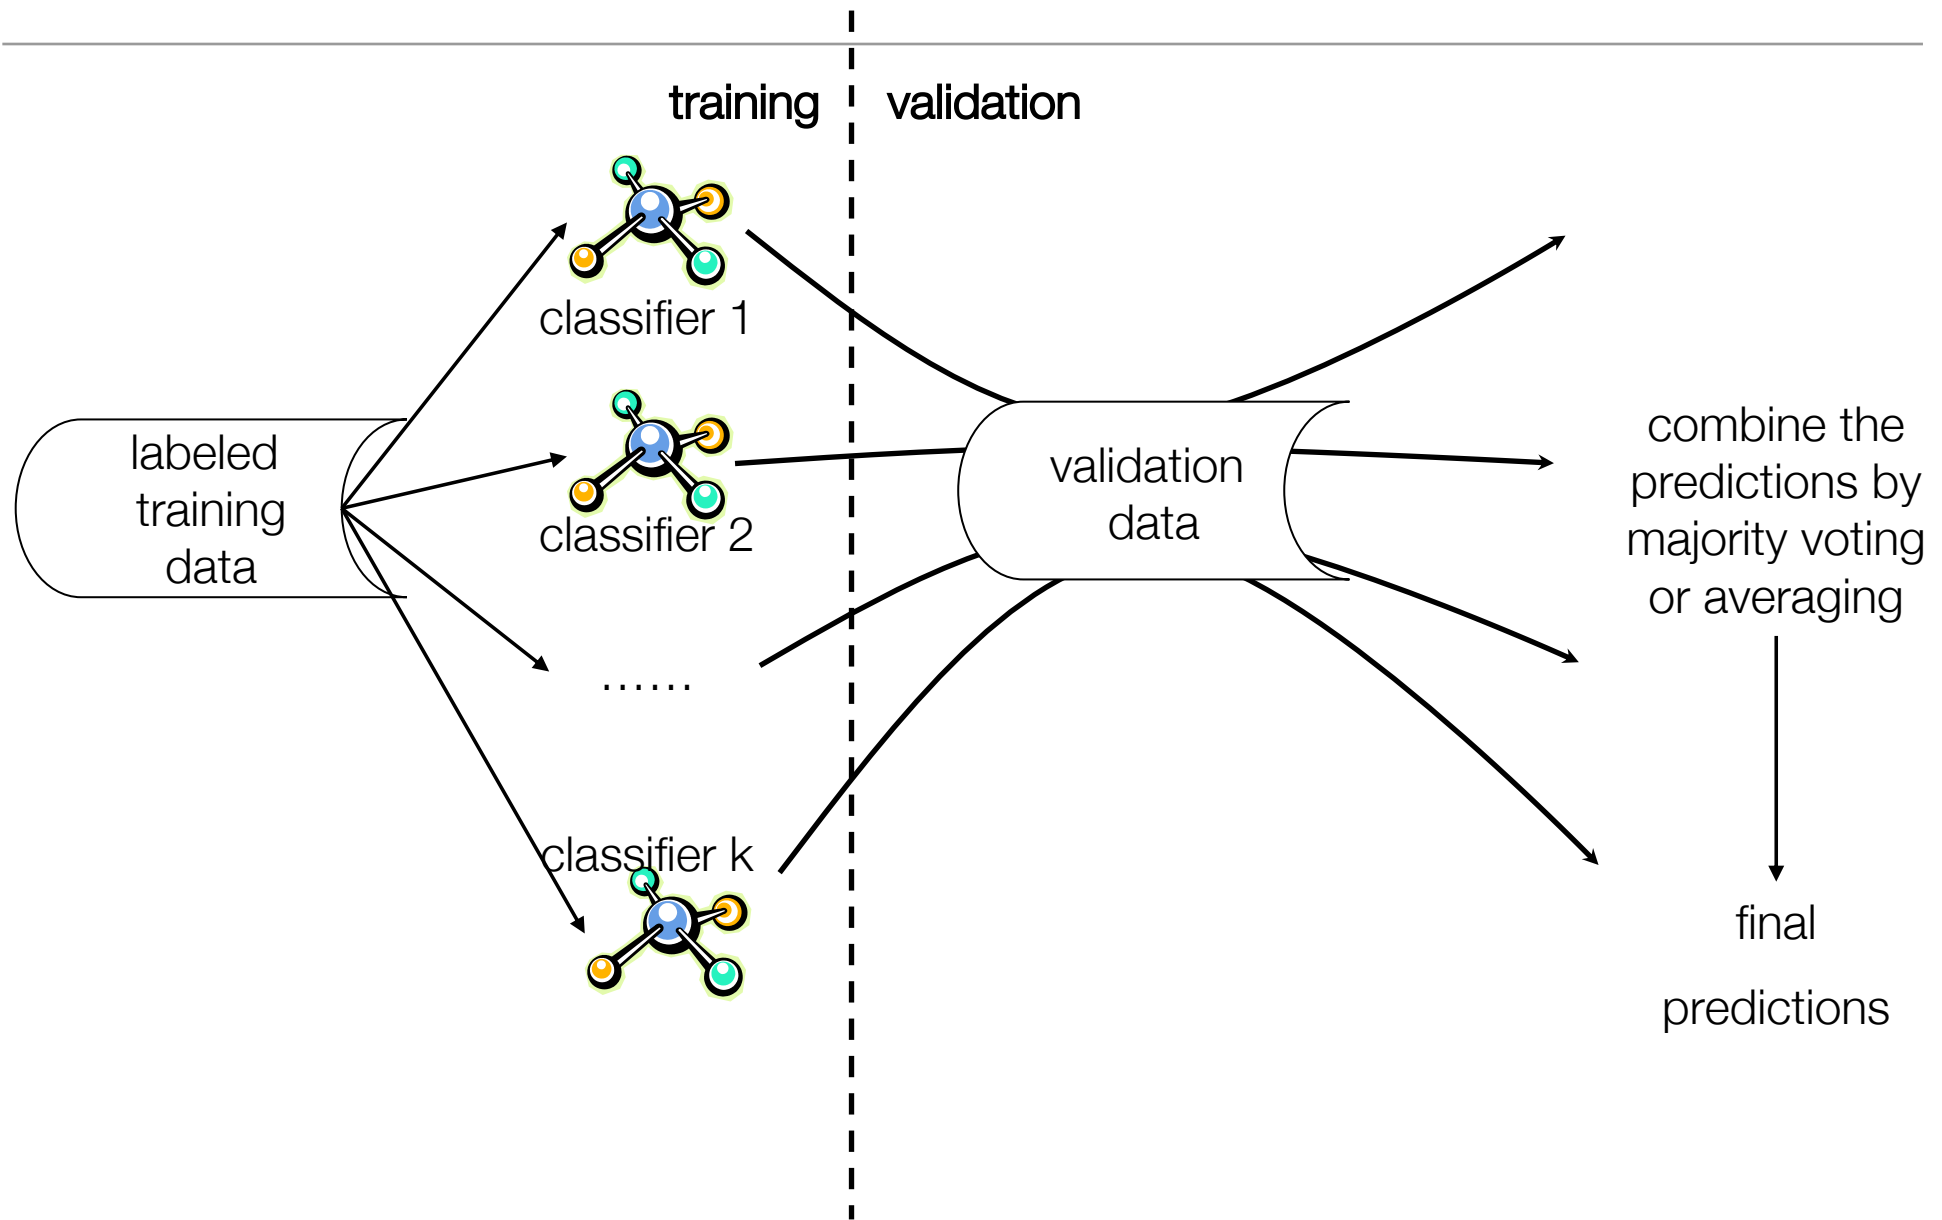 training
validation
classifier 1
labeled
training
data
classifier 2
......
classifier k
validation
data
combine the
predictions by
majority voting
or averaging
final
predictions